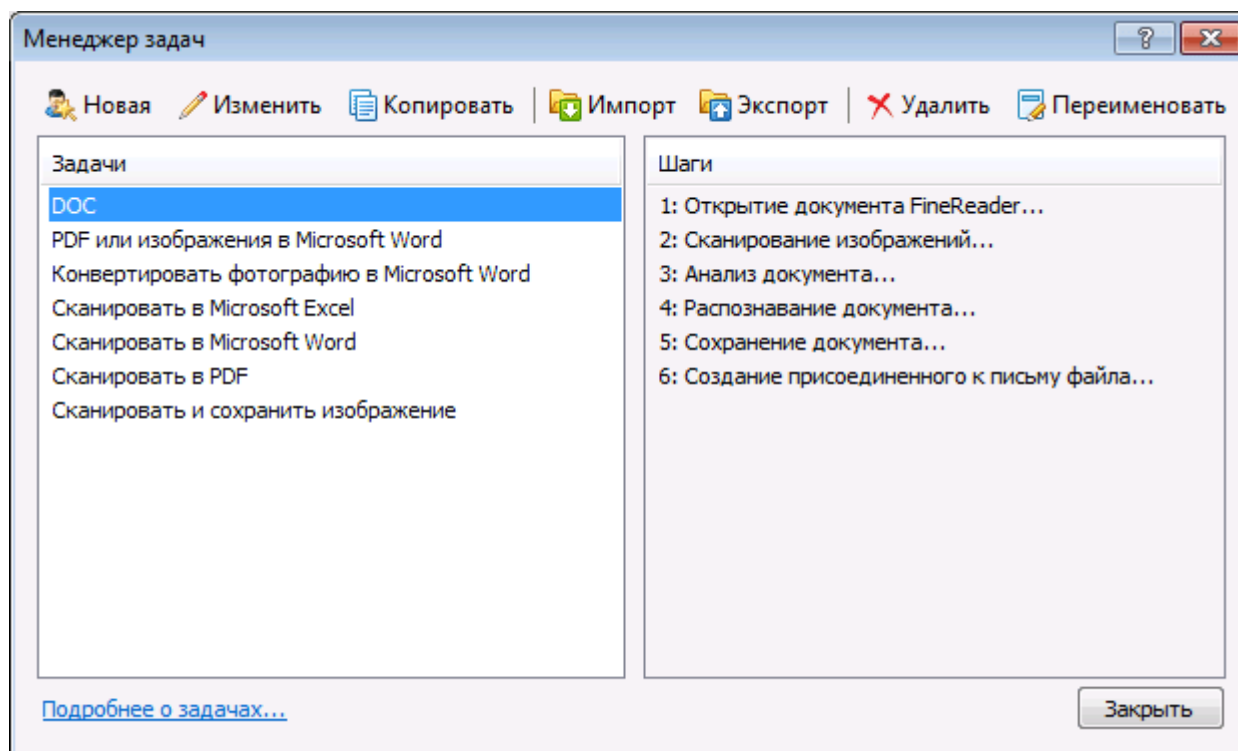 Менеджер задач
Новая Изменить Копировать Импорт Экспорт Удалить Переименовать
Задачи
DOC
PDF или изображения в Microsoft Word
Конвертировать фотографию в Microsoft Word
Сканировать в Microsoft Excel
Сканировать в Microsoft Word
Сканировать в PDF
Сканировать и сохранить изображение
Шаги
1: Открытие документа FineReader...
2: Сканирование изображений...
3: Анализ документа...
4: Распознавание документа...
5: Сохранение документа...
6: Создание присоединенного к письму файла...
Подробнее о задачах...
Закрыть